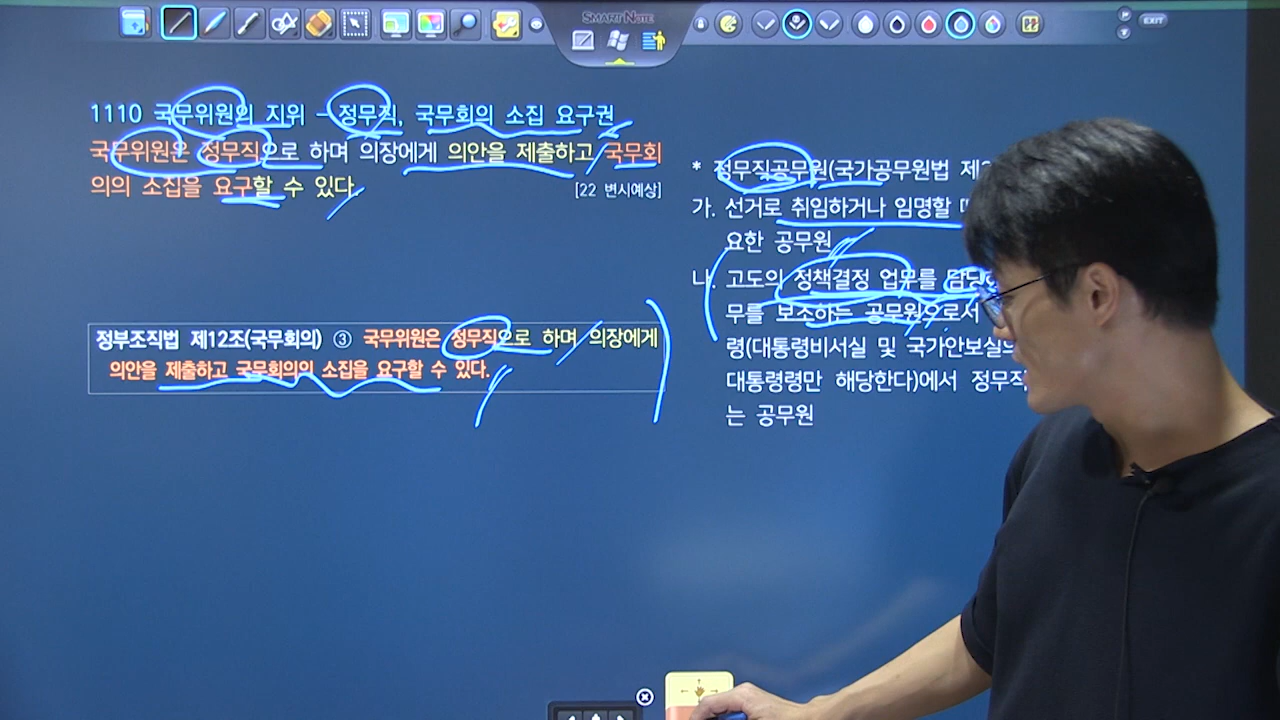 SMART NOTE
EXIT
1110 국무위원의 지위 – 정무직, 국무회의 소집 요구권
국무위원은 정무직으로 하며 의장에게 의안을 제출하고 국무회
의의 소집을 요구할 수 있다.
[22 변시예상]
정부조직법 제12조(국무회의) ③ 국무위원은 정무직으로 하며 의장에게
의안을 제출하고 국무회의의 소집을 요구할 수 있다.
* 정무직공무원(국가공무원법
가. 선거로 취임하거나 임명할
요한 공무원
나. 고도의 정책결정 업무를
무를 보조하는 공무원으로서
령(대통령비서실 및
대통령령만 해당한다)에서
는 공무원